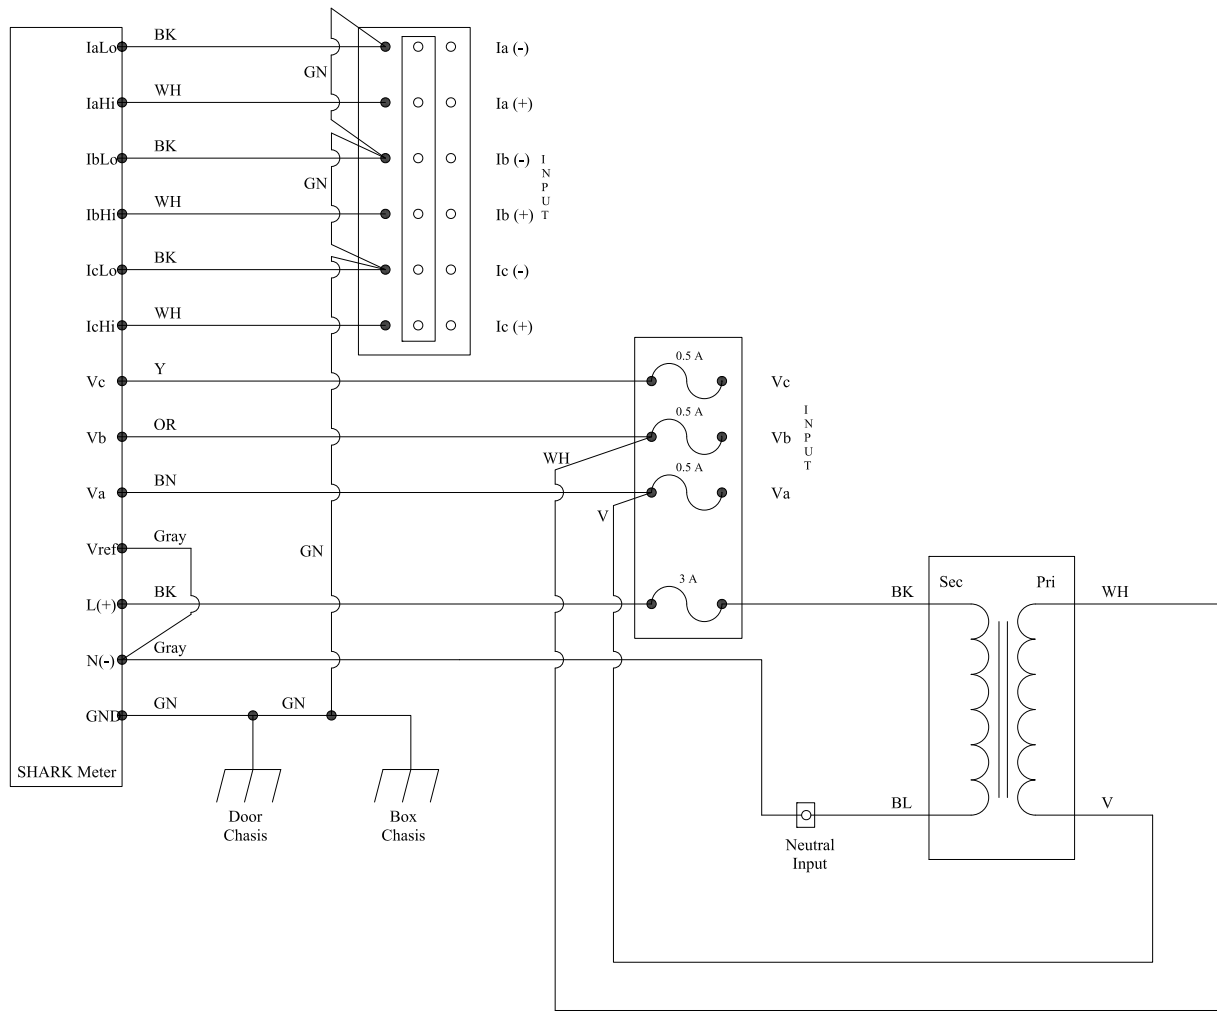 IaLo BK Ia (-)
GN
IaHi WH Ia (+)
IbLo BK Ib (-)
GN
IbHi WH Ib (+)
INPUT
IcLo BK Ic (-)
IcHi WH Ic (+)
0.5 A
Vc Y Vc
0.5 A
Vb OR Vb
INPUT
WH
0.5 A
Va BN Va
V
Vref Gray
GN
3 A
Sec Pri
L(+) BK BK WH
N(-) Gray
GND GN GN
SHARK Meter
Door
Chasis
Box
Chasis
BL V
Neutral
Input